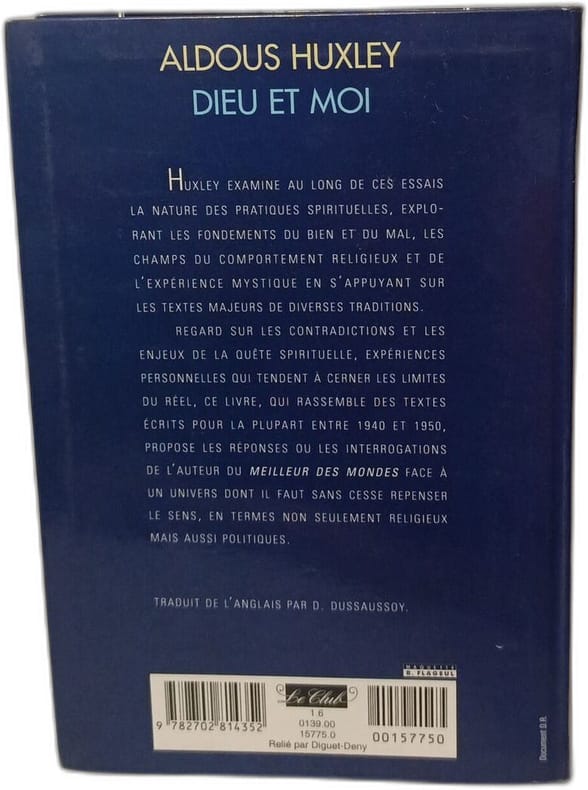 ALDOUS HUXLEY
DIEU ET MOI
HUXLEY EXAMINE AU LONG DE CES ESSAIS
LA NATURE DES PRATIQUES SPIRITUELLES, EXPLO-
RANT LES FONDEMENTS DU BIEN ET DU MAL, LES
CHAMPS DU COMPORTEMENT RELIGIEUX ET DE
L'EXPÉRIENCE MYSTIQUE EN S'APPUYANT SUR
LES TEXTES MAJEURS DE DIVERSES TRADITIONS.
REGARD SUR LES CONTRADICTIONS ET LES
ENJEUX DE LA QUÊTE SPIRITUELLE, EXPÉRIENCES
PERSONNELLES QUI TENDENT À CERNER LES LIMITES
DU RÉEL, CE LIVRE, QUI RASSEMBLE DES TEXTES
ÉCRITS POUR LA PLUPART ENTRE 1940 ET 1950,
PROPOSE LES RÉPONSES OU LES INTERROGATIONS
DE L'AUTEUR DU MEILLEUR DES MONDES FACE À
UN UNIVERS DONT IL FAUT SANS CESSE REPENSER
LE SENS, EN TERMES NON SEULEMENT RELIGIEUX
MAIS AUSSI POLITIQUES.
TRADUIT DE L'ANGLAIS PAR D. DUSSAUSSOY.
MAQUETTE
B. FLAGEUL
Le Club
1.6
0139.00
15775.0
9 782702 814352
00157750
Relié par Diguet-Deny
Document D.R.